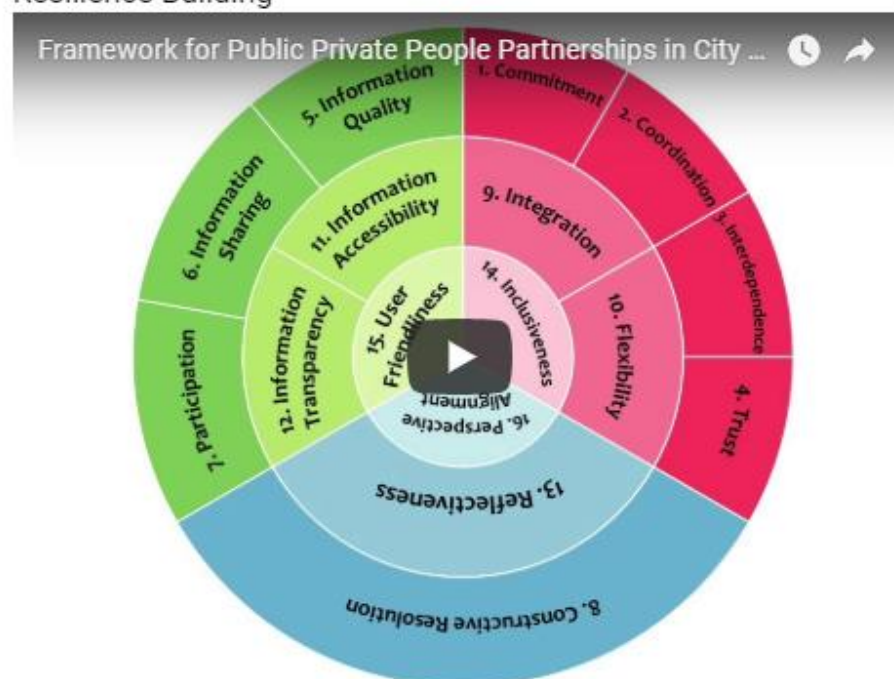 Resilience Building
Framework for Public Private People Partnerships in City ...
1. Commitment
2. Coordination
3. Interdependence
4. Trust
5. Information
Quality
6. Information
Sharing
7. Participation
8. Constructive Resolution
9. Integration
10. Flexibility
11. Information
Accessibility
12. Information
Transparency
13. Reflectiveness
14. Inclusiveness
15. User
Friendliness
16. Perspective
Alignment